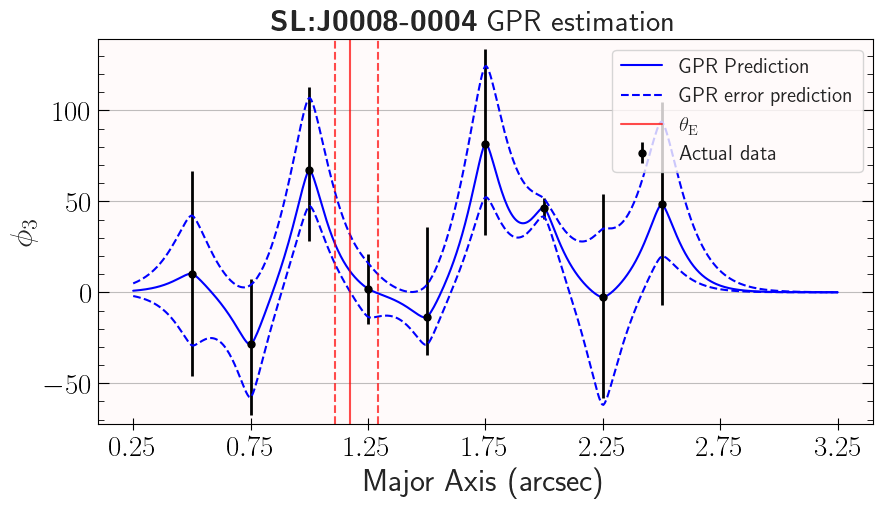 SL:J0008-0004 GPR estimation
GPR Prediction
GPR error prediction
θE
Actual data
ϕ3
100
50
0
−50
0.25 0.75 1.25 1.75 2.25 2.75 3.25
Major Axis (arcsec)